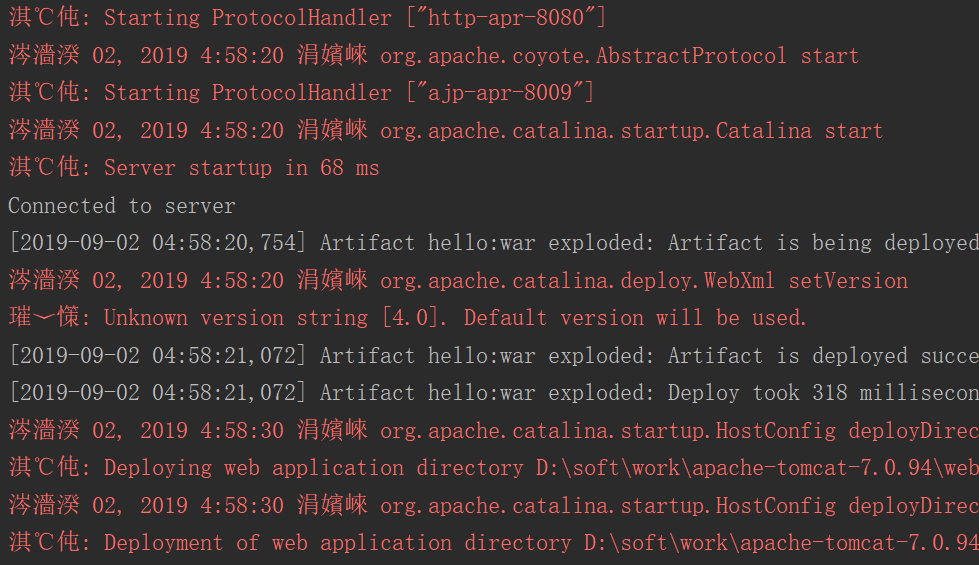 淇℃伅: Starting ProtocolHandler ["http-apr-8080"]
涔濇湀 02, 2019 4:58:20 涓嬪崍 org.apache.coyote.AbstractProtocol start
淇℃伅: Starting ProtocolHandler ["ajp-apr-8009"]
涔濇湀 02, 2019 4:58:20 涓嬪崍 org.apache.catalina.startup.Catalina start
淇℃伅: Server startup in 68 ms
Connected to server
[2019-09-02 04:58:20,754] Artifact hello:war exploded: Artifact is being deployed
涔濇湀 02, 2019 4:58:20 涓嬪崍 org.apache.catalina.deploy.WebXml setVersion
璀﹀憡: Unknown version string [4.0]. Default version will be used.
[2019-09-02 04:58:21,072] Artifact hello:war exploded: Artifact is deployed succe
[2019-09-02 04:58:21,072] Artifact hello:war exploded: Deploy took 318 millisecon
涔濇湀 02, 2019 4:58:30 涓嬪崍 org.apache.catalina.startup.HostConfig deployDirec
淇℃伅: Deploying web application directory D:\soft\work\apache-tomcat-7.0.94\web
涔濇湀 02, 2019 4:58:30 涓嬪崍 org.apache.catalina.startup.HostConfig deployDirec
淇℃伅: Deployment of web application directory D:\soft\work\apache-tomcat-7.0.94